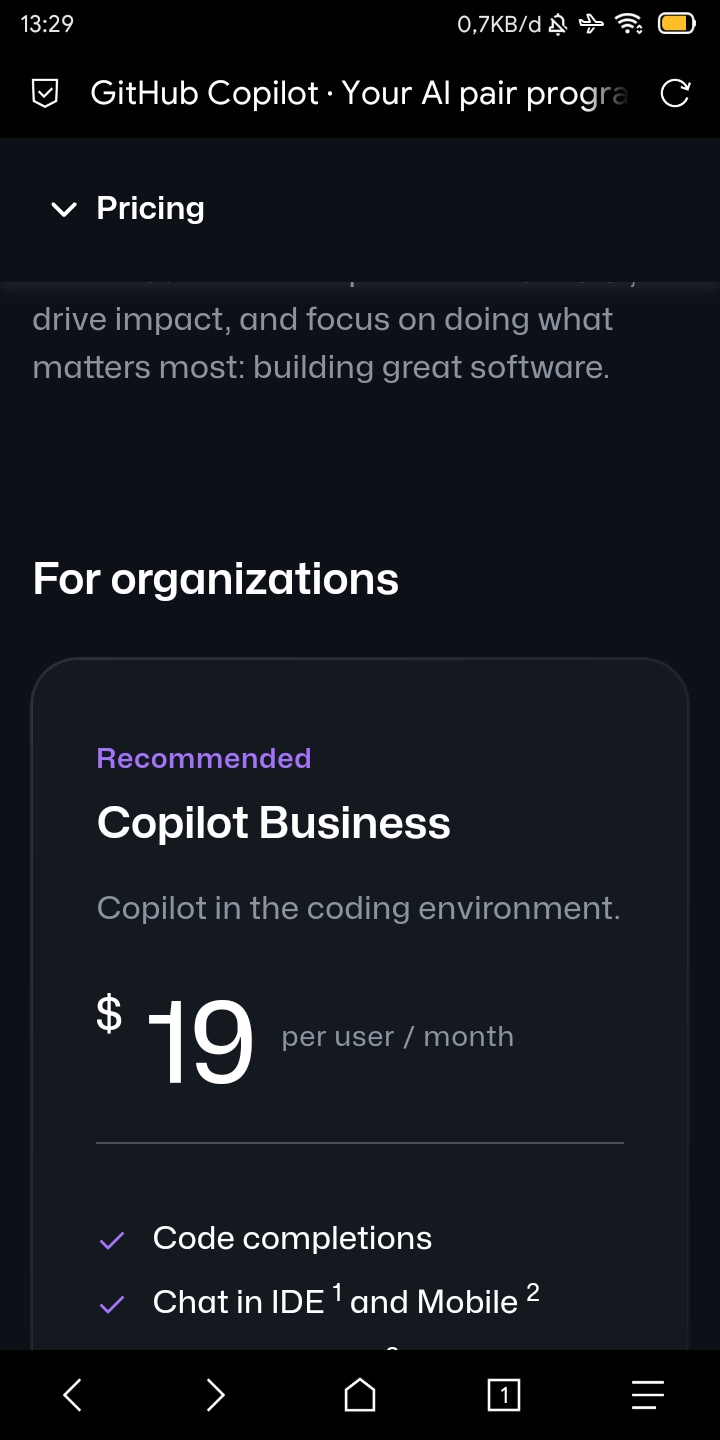 13:29
0,7KB/d
GitHub Copilot · Your AI pair progra
Pricing
drive impact, and focus on doing what
matters most: building great software.
For organizations
Recommended
Copilot Business
Copilot in the coding environment.
$ 19 per user / month
Code completions
Chat in IDE ¹ and Mobile ²
1